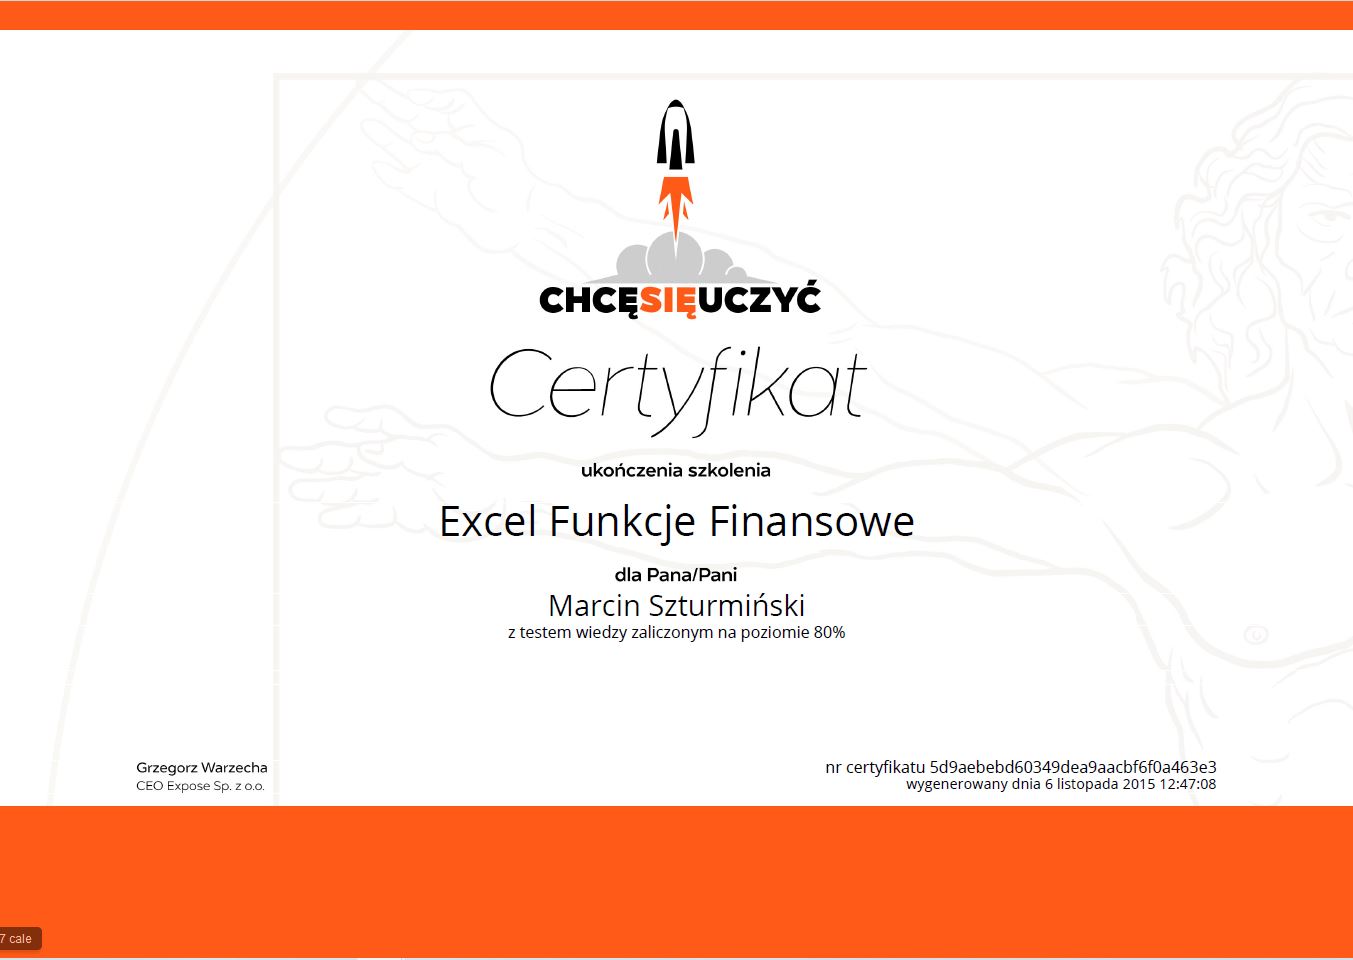 CHCĘSIĘUCZYĆ
Certyfikat
ukończenia szkolenia
Excel Funkcje Finansowe
dla Pana/Pani
Marcin Szturmiński
z testem wiedzy zaliczonym na poziomie 80%
Grzegorz Warzecha
CEO Expose Sp. z o.o.
nr certyfikatu 5d9aebebd60349dea9aacbf6f0a463e3
wygenerowany dnia 6 listopada 2015 12:47:08
7 cale